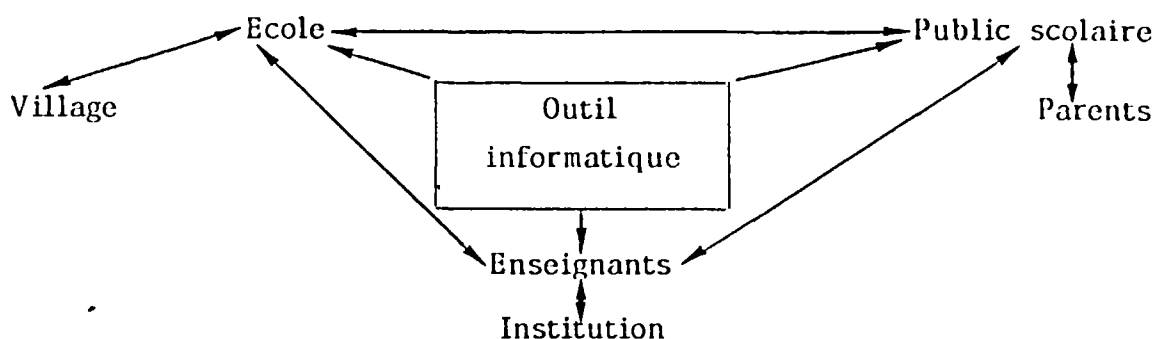 Ecole
Public scolaire
Village
Outil
informatique
Parents
Enseignants
Institution